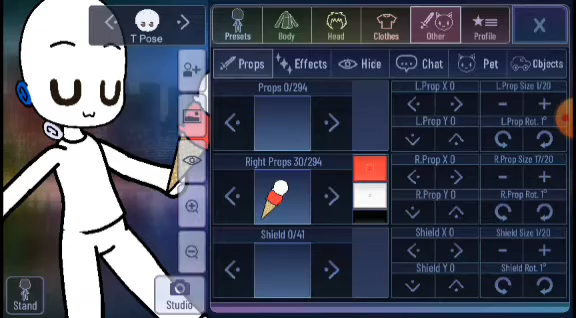 T Pose
Presets
Body
Head
Clothes
Other
Profile
X
Props
Effects
Hide
Chat
Pet
Objects
Props 0/294
L.Prop X 0
L.Prop Size 1/20
L.Prop Y 0
L.Prop Rot. 1°
Right Props 30/294
R.Prop X 0
R.Prop Size 17/20
R.Prop Y 0
R.Prop Rot. 1°
Shield 0/41
Shield X 0
Shield Size 1/20
Shield Y 0
Shield Rot. 1°
Stand
Studio